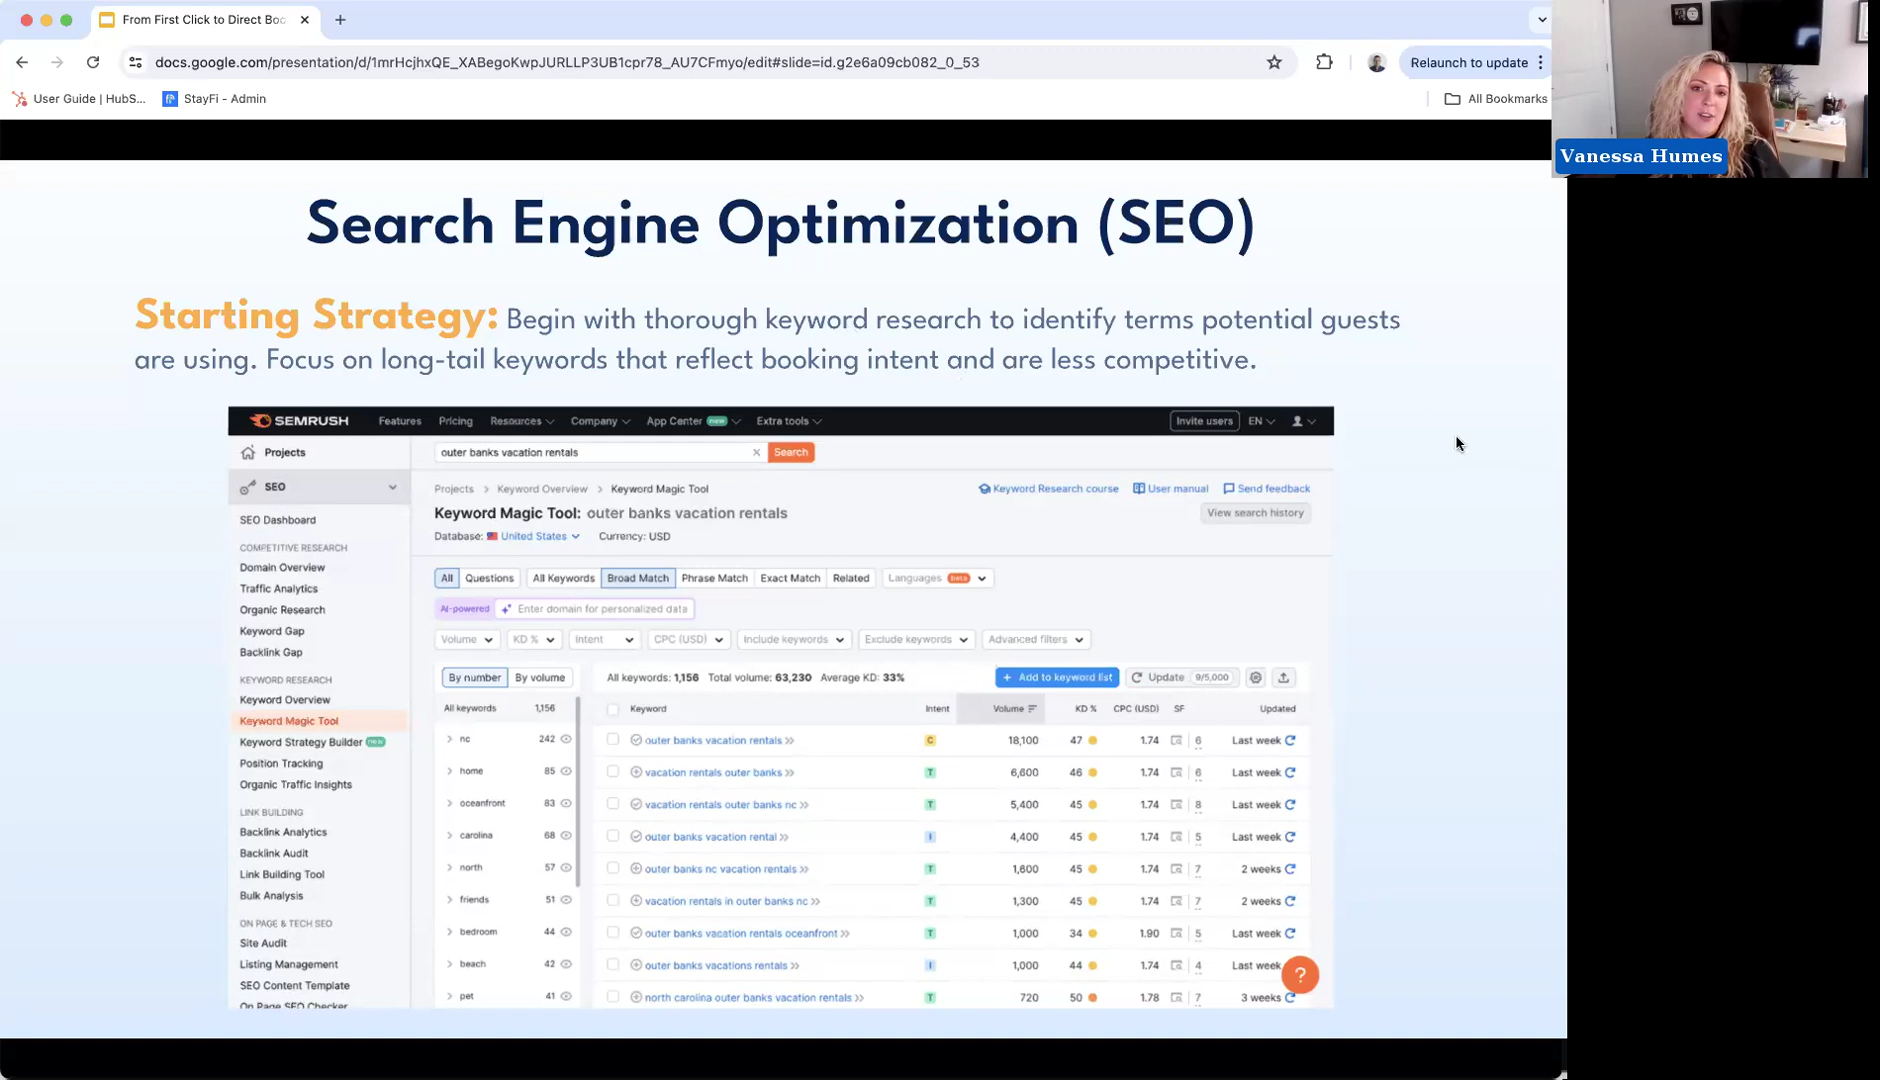 From First Click to Direct Boo
docs.google.com/presentation/d/1mrHcjhxQE_XABegoKwpJURLLP3UB1cpr78_AU7CFmyo/edit#slide=id.g2e6a09cb082_0_53
Relaunch to update
User Guide | HubS...
StayFi - Admin
All Bookmarks
Vanessa Humes
Search Engine Optimization (SEO)
Starting Strategy: Begin with thorough keyword research to identify terms potential guests
are using. Focus on long-tail keywords that reflect booking intent and are less competitive.
SEMRUSH Features Pricing Resources Company App Center new Extra tools Invite users EN
Projects
SEO
SEO Dashboard
COMPETITIVE RESEARCH
Domain Overview
Traffic Analytics
Organic Research
Keyword Gap
Backlink Gap
KEYWORD RESEARCH
Keyword Overview
Keyword Magic Tool
Keyword Strategy Builder new
Position Tracking
Organic Traffic Insights
LINK BUILDING
Backlink Analytics
Backlink Audit
Link Building Tool
Bulk Analysis
ON PAGE & TECH SEO
Site Audit
Listing Management
SEO Content Template
On Page SEO Checker
outer banks vacation rentals × Search
Projects > Keyword Overview > Keyword Magic Tool
Keyword Research course User manual Send feedback
Keyword Magic Tool: outer banks vacation rentals
View search history
Database: United States Currency: USD
All Questions All Keywords Broad Match Phrase Match Exact Match Related Languages beta
AI-powered Enter domain for personalized data
Volume KD % Intent CPC (USD) Include keywords Exclude keywords Advanced filters
By number By volume
All keywords 1,156
nc 242
home 85
oceanfront 83
carolina 68
north 57
friends 51
bedroom 44
beach 42
pet 41
All keywords: 1,156 Total volume: 63,230 Average KD: 33%
+ Add to keyword list Update 9/5,000
Keyword Intent Volume KD % CPC (USD) SF Updated
outer banks vacation rentals >> C 18,100 47 1.74 6 Last week
vacation rentals outer banks >> T 6,600 46 1.74 6 Last week
vacation rentals outer banks nc >> T 5,400 45 1.74 8 Last week
outer banks vacation rental >> I 4,400 45 1.74 5 Last week
outer banks nc vacation rentals >> T 1,600 45 1.74 7 2 weeks
vacation rentals in outer banks nc >> T 1,300 45 1.74 7 2 weeks
outer banks vacation rentals oceanfront >> T 1,000 34 1.90 5 Last week
outer banks vacations rentals >> I 1,000 44 1.74 4 Last week
north carolina outer banks vacation rentals >> T 720 50 1.78 7 3 weeks
?